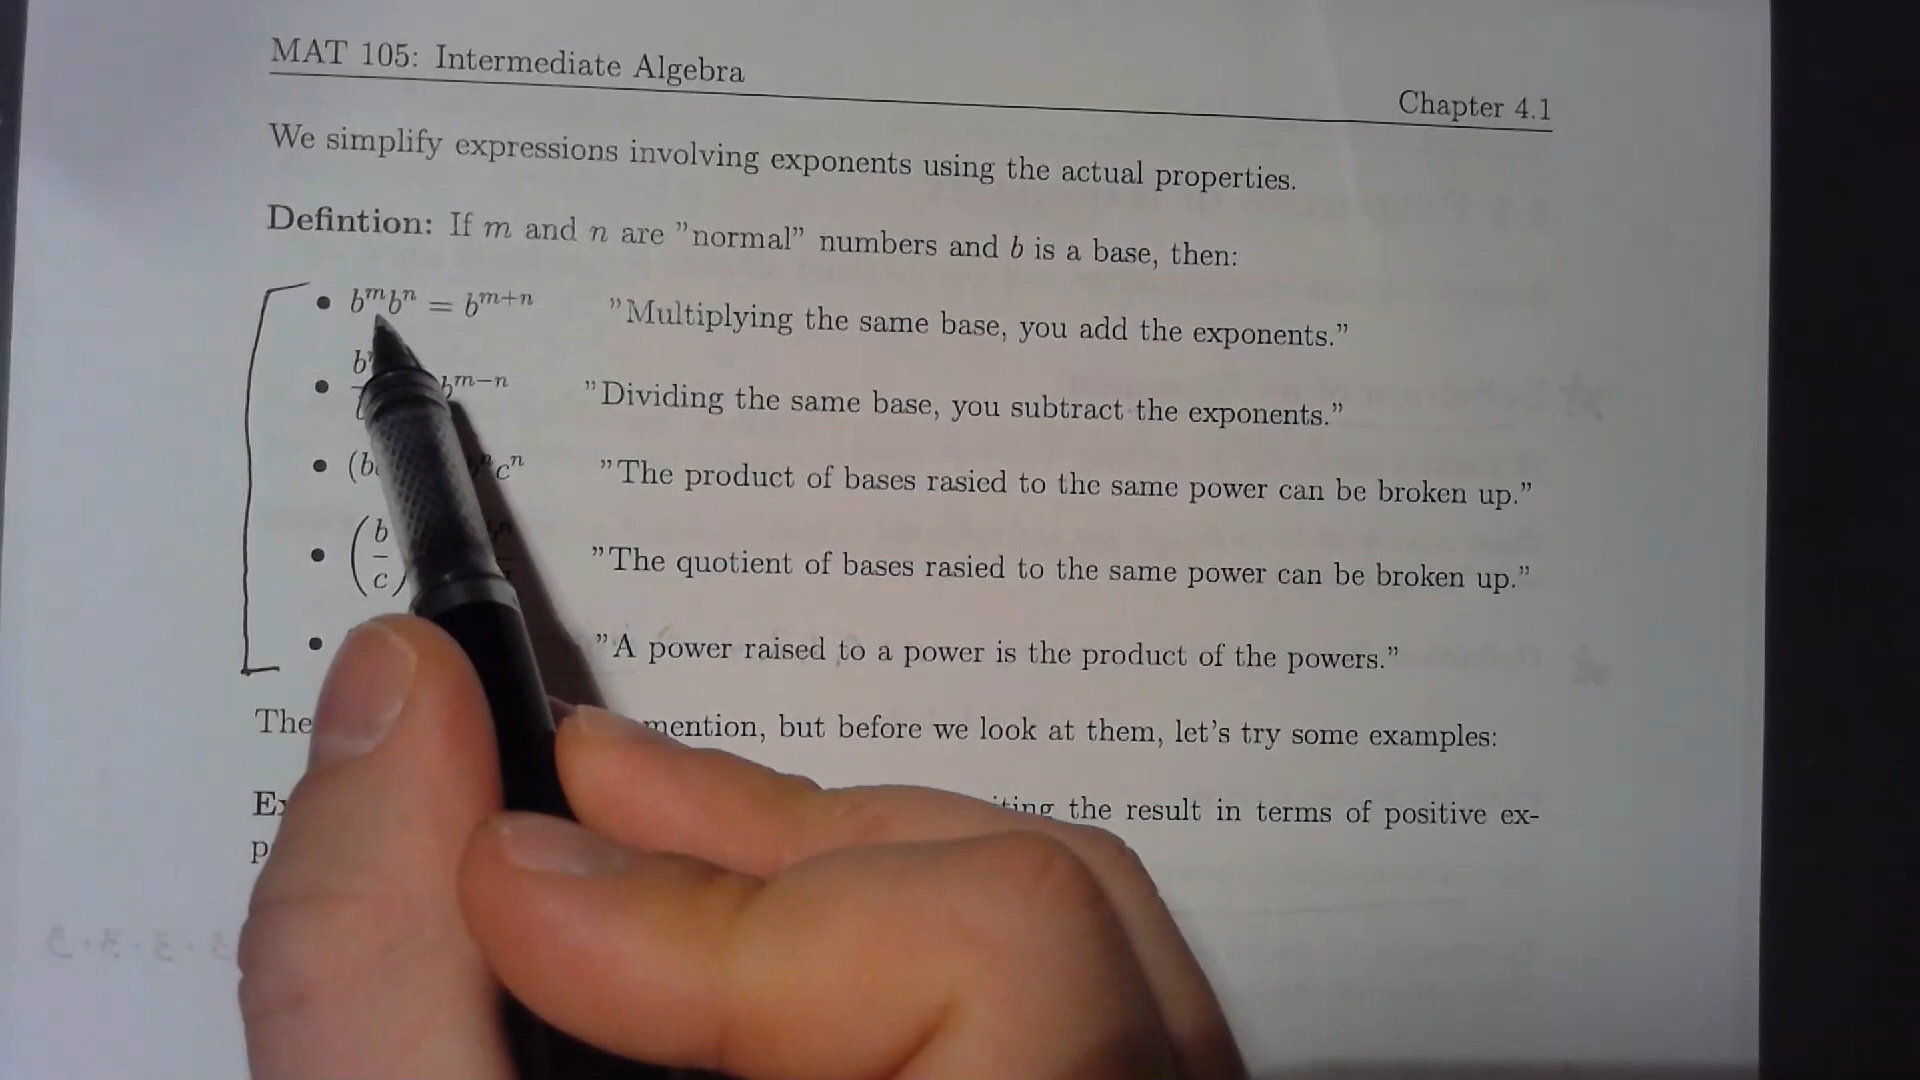 MAT 105: Intermediate Algebra
Chapter 4.1
We simplify expressions involving exponents using the actual properties.
Defintion: If m and n are "normal" numbers and b is a base, then:
• bᵐbⁿ = bᵐ⁺ⁿ "Multiplying the same base, you add the exponents."
• bᵐ⁻ⁿ "Dividing the same base, you subtract the exponents."
• cⁿ "The product of bases rasied to the same power can be broken up."
• (b/c) "The quotient of bases rasied to the same power can be broken up."
• "A power raised to a power is the product of the powers."
mention, but before we look at them, let's try some examples:
the result in terms of positive ex-